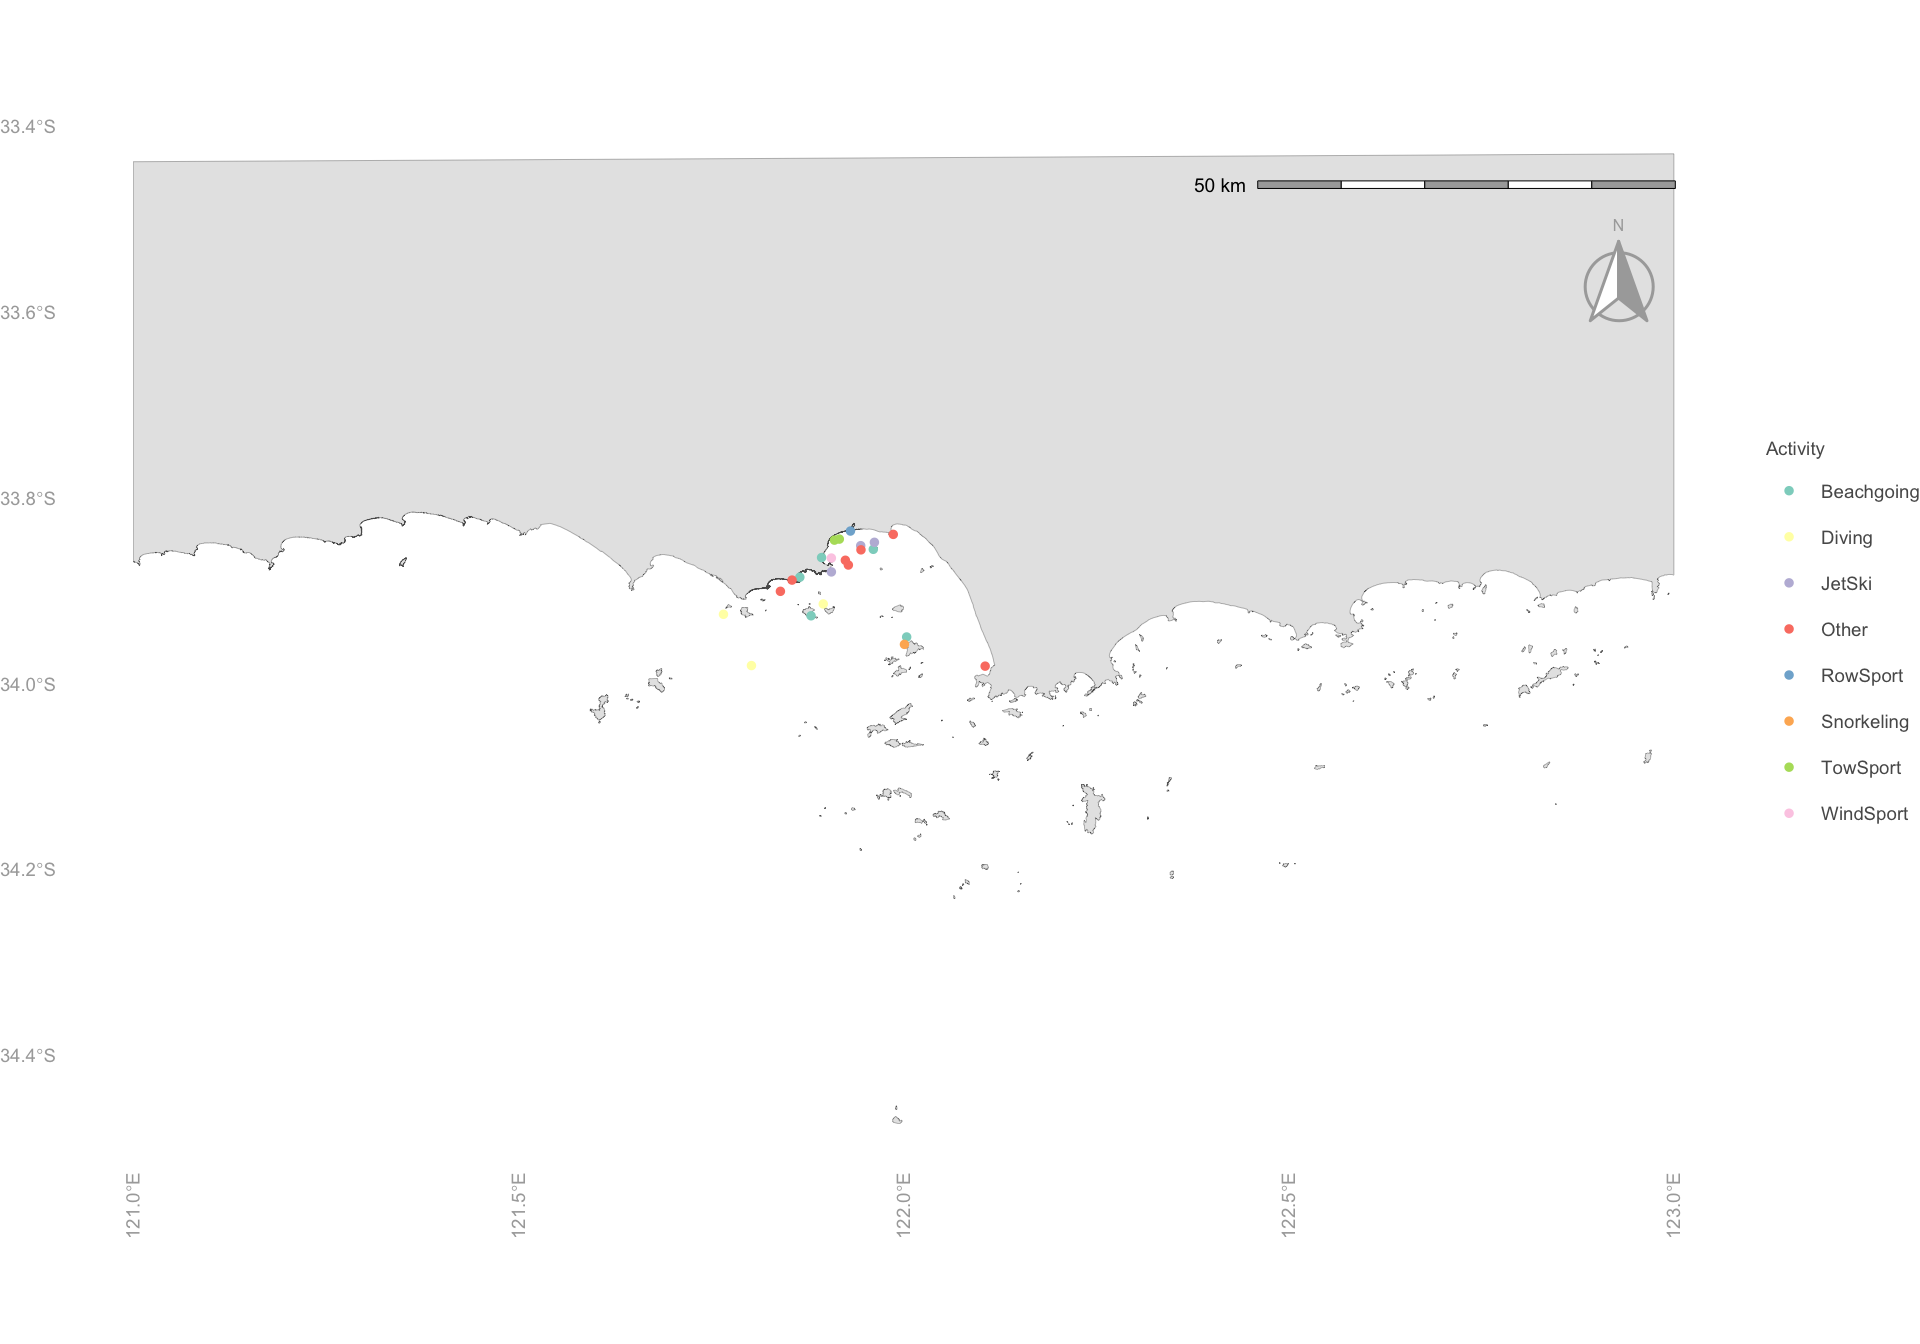 33.4°S
33.6°S
33.8°S
34.0°S
34.2°S
34.4°S
50 km
N
Activity
Beachgoing
Diving
JetSki
Other
RowSport
Snorkeling
TowSport
WindSport
121.0°E
121.5°E
122.0°E
122.5°E
123.0°E